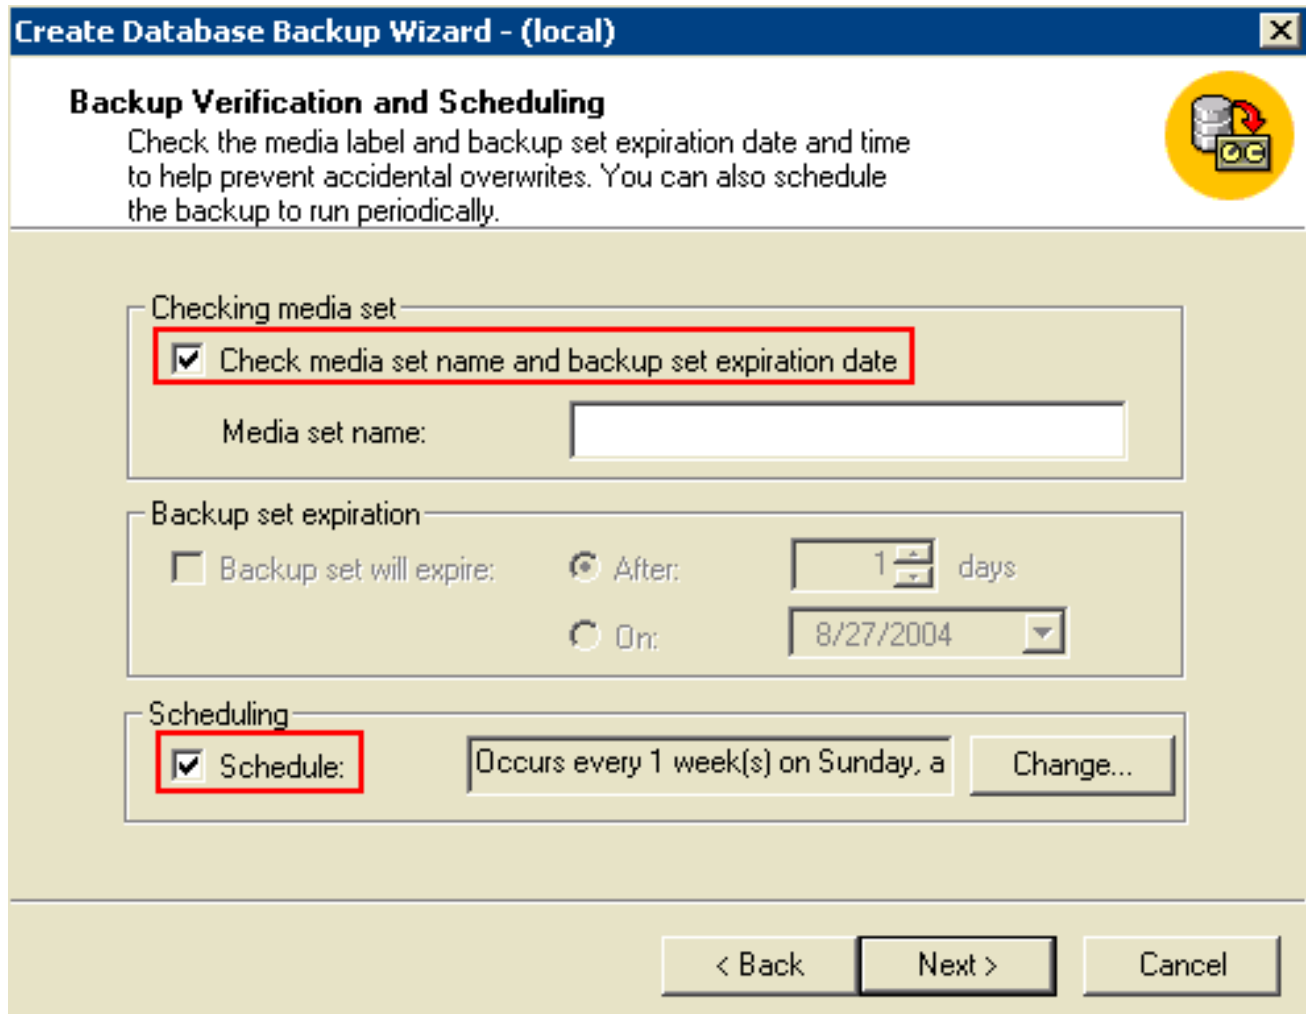 Create Database Backup Wizard - (local)
Backup Verification and Scheduling
Check the media label and backup set expiration date and time
to help prevent accidental overwrites. You can also schedule
the backup to run periodically.
Checking media set
Check media set name and backup set expiration date
Media set name:
Backup set expiration
Backup set will expire: After: 1 days
On: 8/27/2004
Scheduling
Schedule: Occurs every 1 week(s) on Sunday, a Change...
< Back Next > Cancel